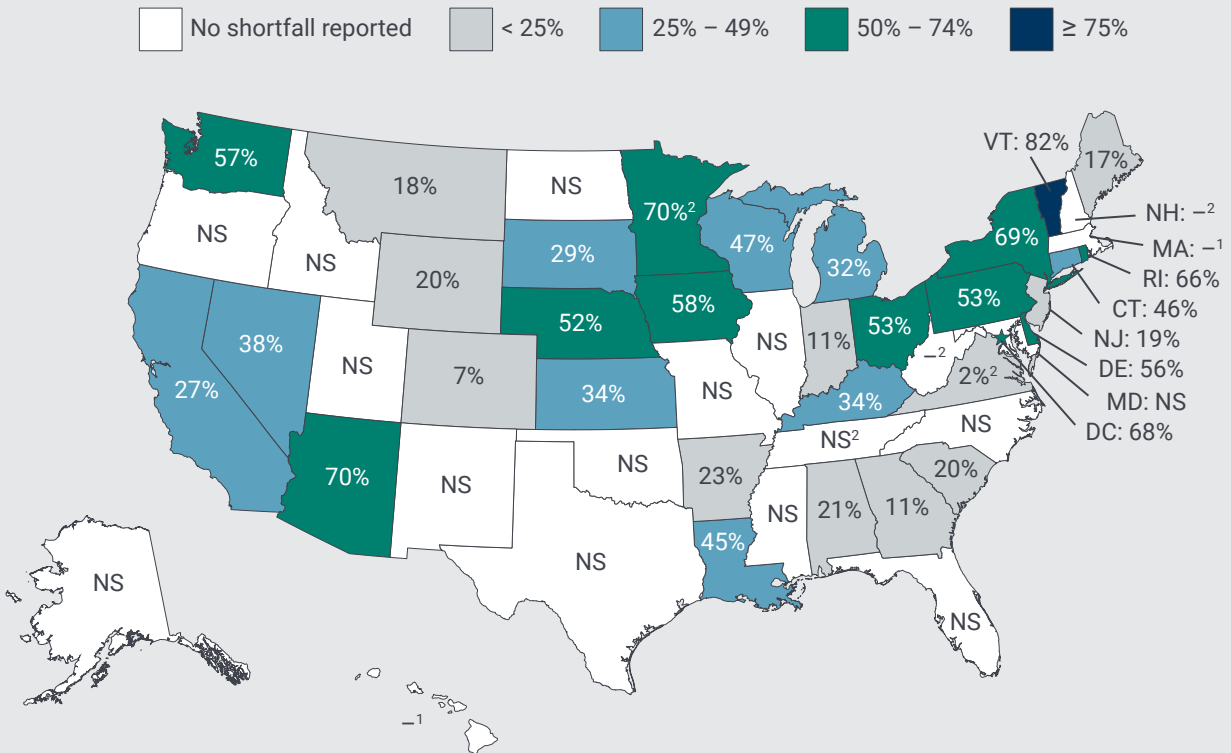 No shortfall reported
< 25%
25% – 49%
50% – 74%
≥ 75%
VT: 82%
17%
57%
18%
NS
70%²
NH: –²
NS
69%
47%
MA: –¹
29%
NS
32%
RI: 66%
20%
58%
53%
CT: 46%
52%
38%
NS
11%
53%
NJ: 19%
–²
NS
7%
2%²
DE: 56%
27%
34%
NS
34%
MD: NS
NS²
NS
DC: 68%
NS
20%
70%
NS
23%
NS
21%
11%
45%
NS
NS
NS
–¹